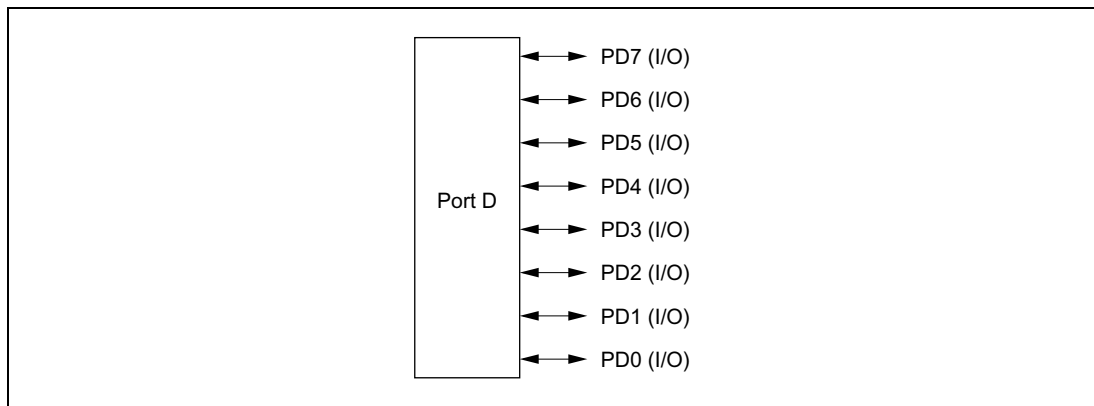 PD7 (I/O)
PD6 (I/O)
PD5 (I/O)
PD4 (I/O)
Port D
PD3 (I/O)
PD2 (I/O)
PD1 (I/O)
PD0 (I/O)